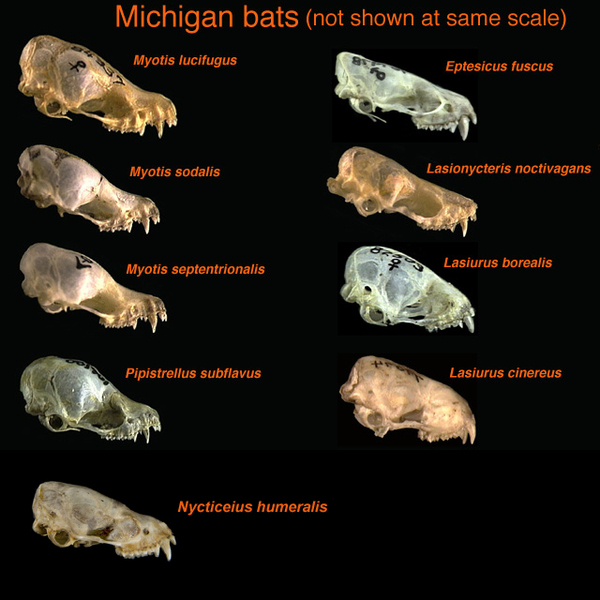 Michigan bats (not shown at same scale)
Myotis lucifugus
Eptesicus fuscus
Myotis sodalis
Lasionycteris noctivagans
Myotis septentrionalis
Lasiurus borealis
Pipistrellus subflavus
Lasiurus cinereus
Nycticeius humeralis